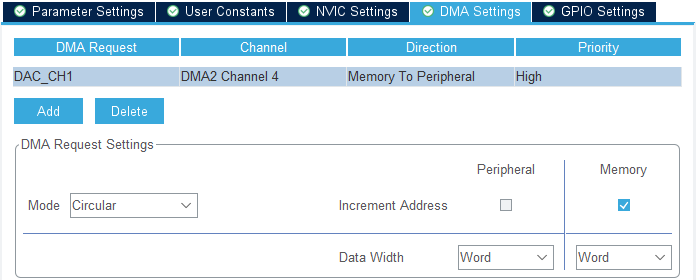 Parameter Settings User Constants NVIC Settings DMA Settings GPIO Settings
DMA Request Channel Direction Priority
DAC_CH1 DMA2 Channel 4 Memory To Peripheral High
Add Delete
DMA Request Settings
Peripheral Memory
Mode Circular Increment Address
Data Width Word Word